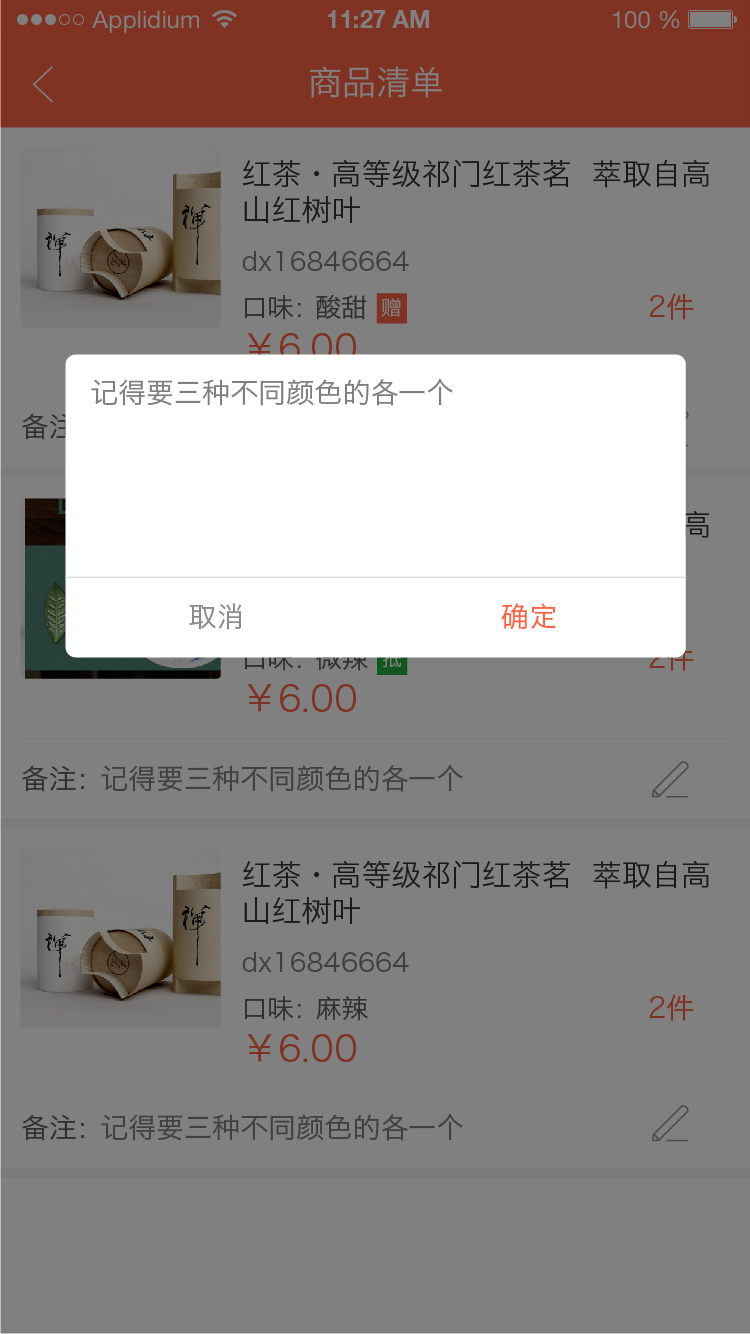 Applidium 11:27 AM 100 %
商品清单
红茶·高等级祁门红茶茗 萃取自高
山红树叶
dx16846664
口味：酸甜 赠 2件
￥6.00
记得要三种不同颜色的各一个
备注
高
取消 确定
口味：微辣 抵 2件
￥6.00
备注：记得要三种不同颜色的各一个
红茶·高等级祁门红茶茗 萃取自高
山红树叶
dx16846664
口味：麻辣 2件
￥6.00
备注：记得要三种不同颜色的各一个